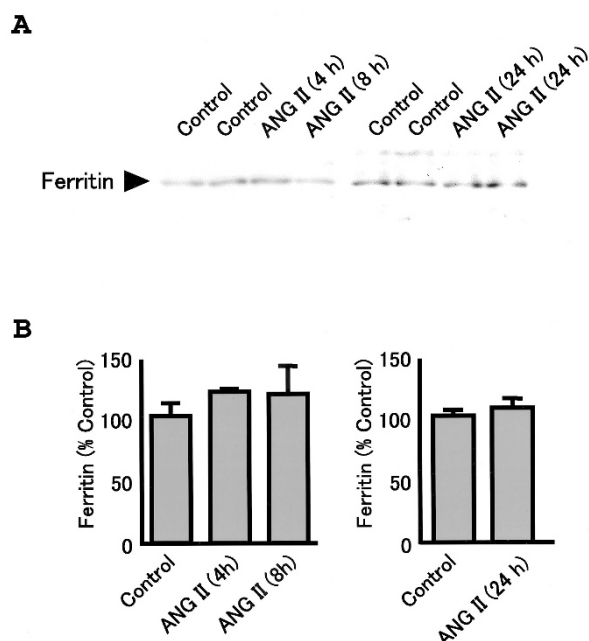 A
Control
Control
ANG II (4 h)
ANG II (8 h)
Control
Control
ANG II (24 h)
ANG II (24 h)
Ferritin
B
Ferritin (% Control)
150
100
50
0
Control
ANG II (4h)
ANG II (8h)
Ferritin (% Control)
150
100
50
0
Control
ANG II (24 h)